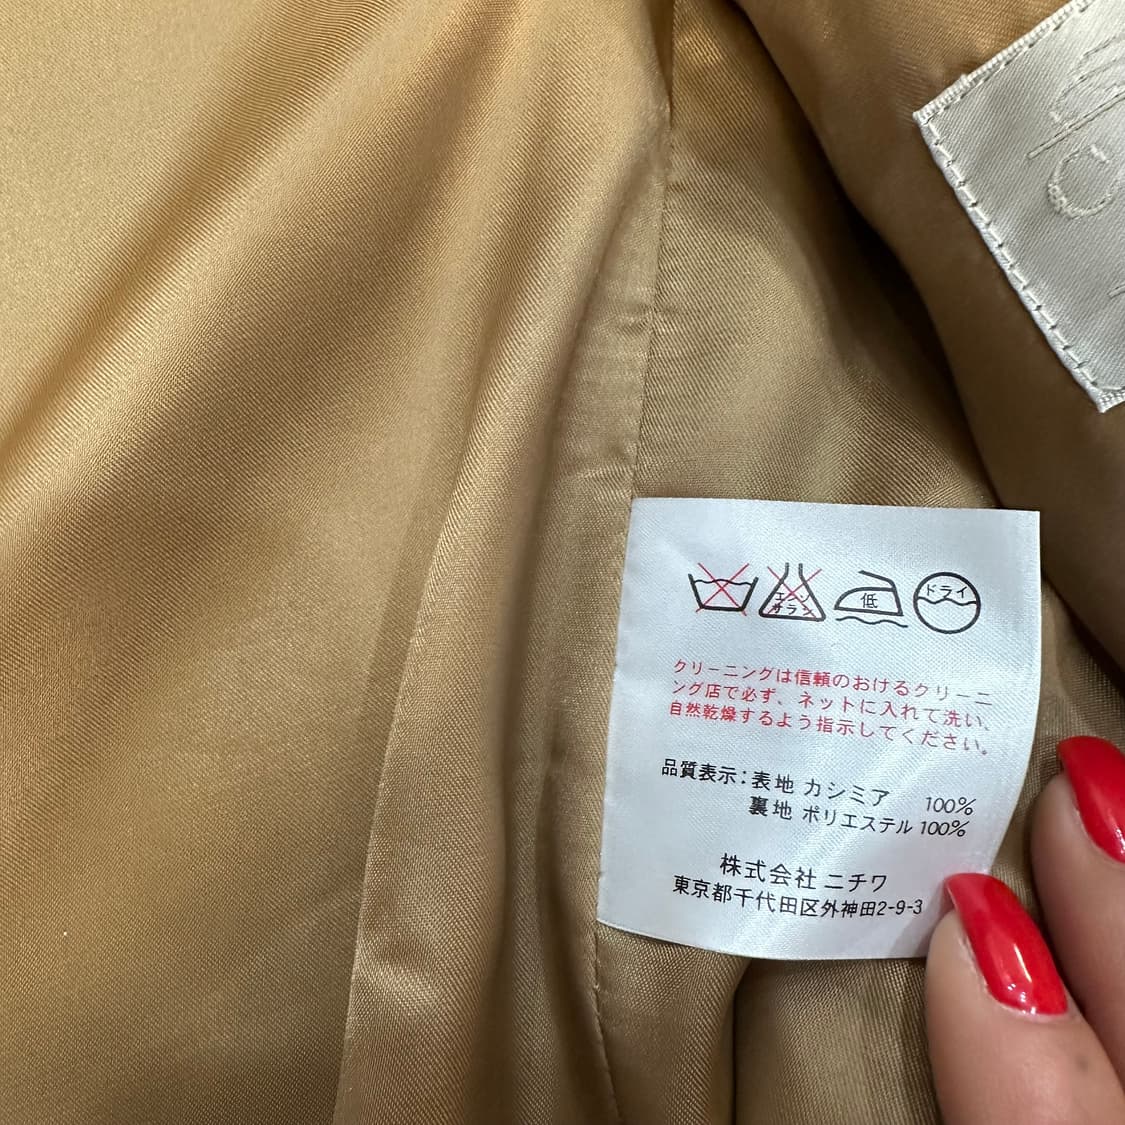 エンソ
サラシ
低
ドライ
クリーニングは信頼のおけるクリーニ
ング店で必ず、ネットに入れて洗い、
自然乾燥するよう指示してください。
品質表示：表地 カシミア 100%
裏地 ポリエステル 100%
株式会社 ニチワ
東京都千代田区外神田2-9-3